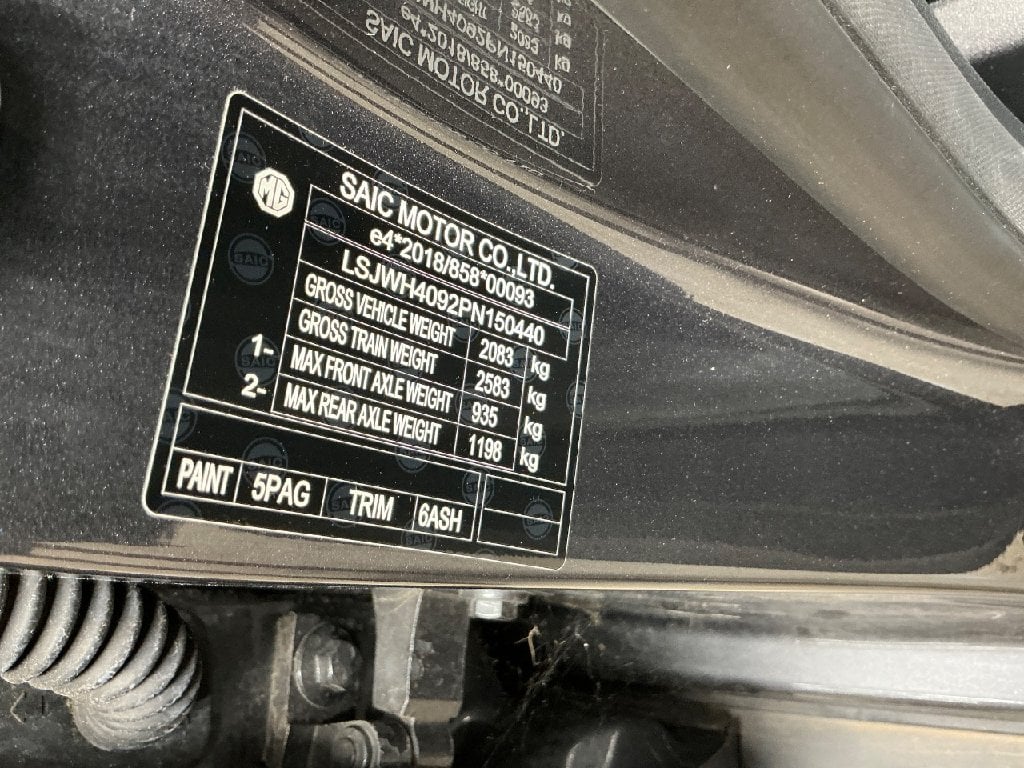 MG
SAIC MOTOR CO.,LTD.
e4*2018/858*00093
LSJWH4092PN150440
GROSS VEHICLE WEIGHT 2083 kg
GROSS TRAIN WEIGHT 2583 kg
1- MAX FRONT AXLE WEIGHT 935 kg
2- MAX REAR AXLE WEIGHT 1198 kg
PAINT 5PAG TRIM 6ASH